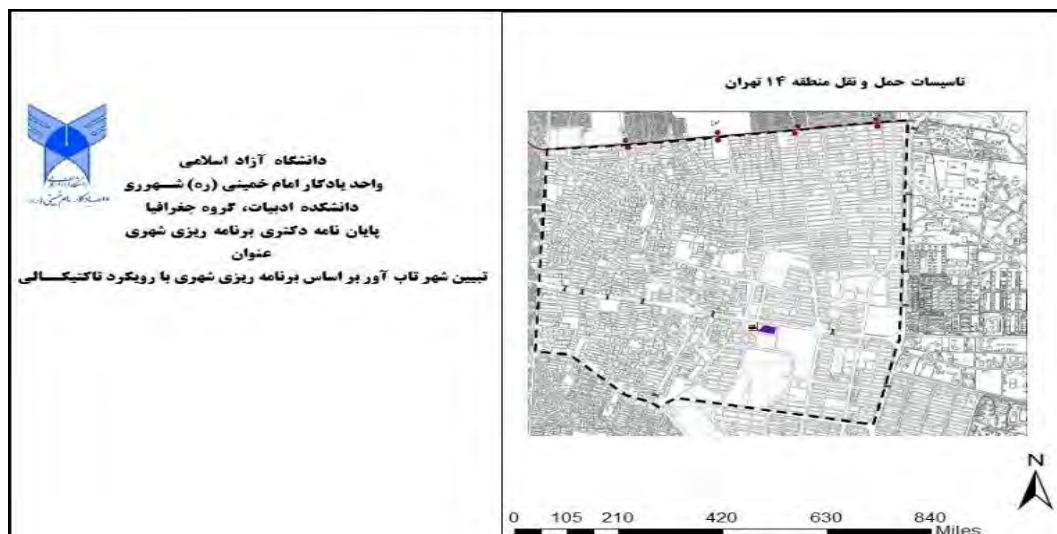 تاسیسات حمل و نقل منطقه ۱۴ تهران
دانشگاه آزاد اسلامی
واحد یادگار امام خمینی (ره) شهرری
دانشکده ادبیات، گروه جغرافیا
پایان نامه دکتری برنامه ریزی شهری
عنوان
تبیین شهر تاب آور بر اساس برنامه ریزی شهری با رویکرد تاکتیکالی
N
0 105 210 420 630 840
Miles